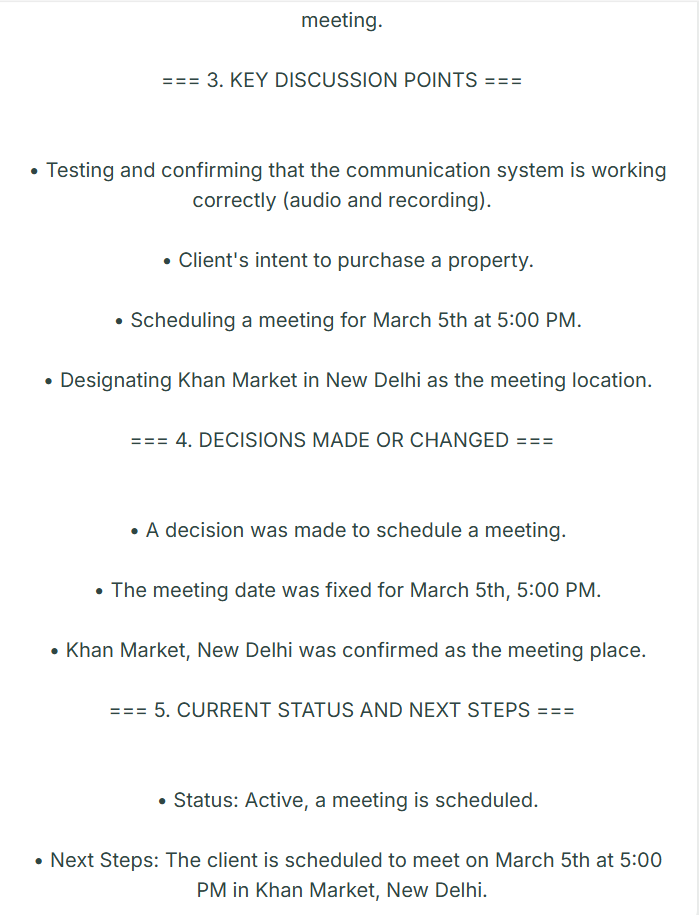 meeting.
=== 3. KEY DISCUSSION POINTS ===
• Testing and confirming that the communication system is working
correctly (audio and recording).
• Client's intent to purchase a property.
• Scheduling a meeting for March 5th at 5:00 PM.
• Designating Khan Market in New Delhi as the meeting location.
=== 4. DECISIONS MADE OR CHANGED ===
• A decision was made to schedule a meeting.
• The meeting date was fixed for March 5th, 5:00 PM.
• Khan Market, New Delhi was confirmed as the meeting place.
=== 5. CURRENT STATUS AND NEXT STEPS ===
• Status: Active, a meeting is scheduled.
• Next Steps: The client is scheduled to meet on March 5th at 5:00
PM in Khan Market, New Delhi.